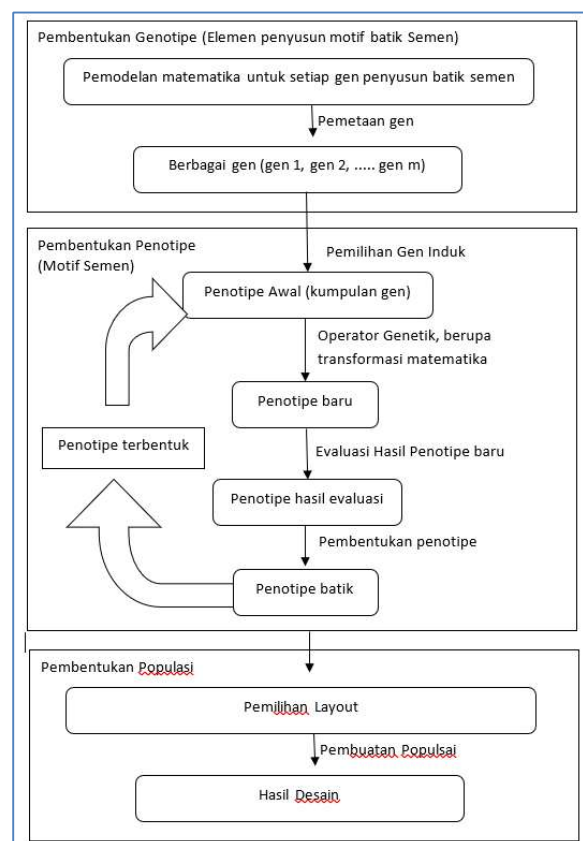 Pembentukan Genotipe (Elemen penyusun motif batik Semen)
Pemodelan matematika untuk setiap gen penyusun batik semen
Pemetaan gen
Berbagai gen (gen 1, gen 2, ..... gen m)
Pembentukan Penotipe
(Motif Semen)
Pemilihan Gen Induk
Penotipe Awal (kumpulan gen)
Operator Genetik, berupa
transformasi matematika
Penotipe baru
Penotipe terbentuk
Evaluasi Hasil Penotipe baru
Penotipe hasil evaluasi
Pembentukan penotipe
Penotipe batik
Pembentukan Populasi
Pemilihan Layout
Pembuatan Populsai
Hasil Desain